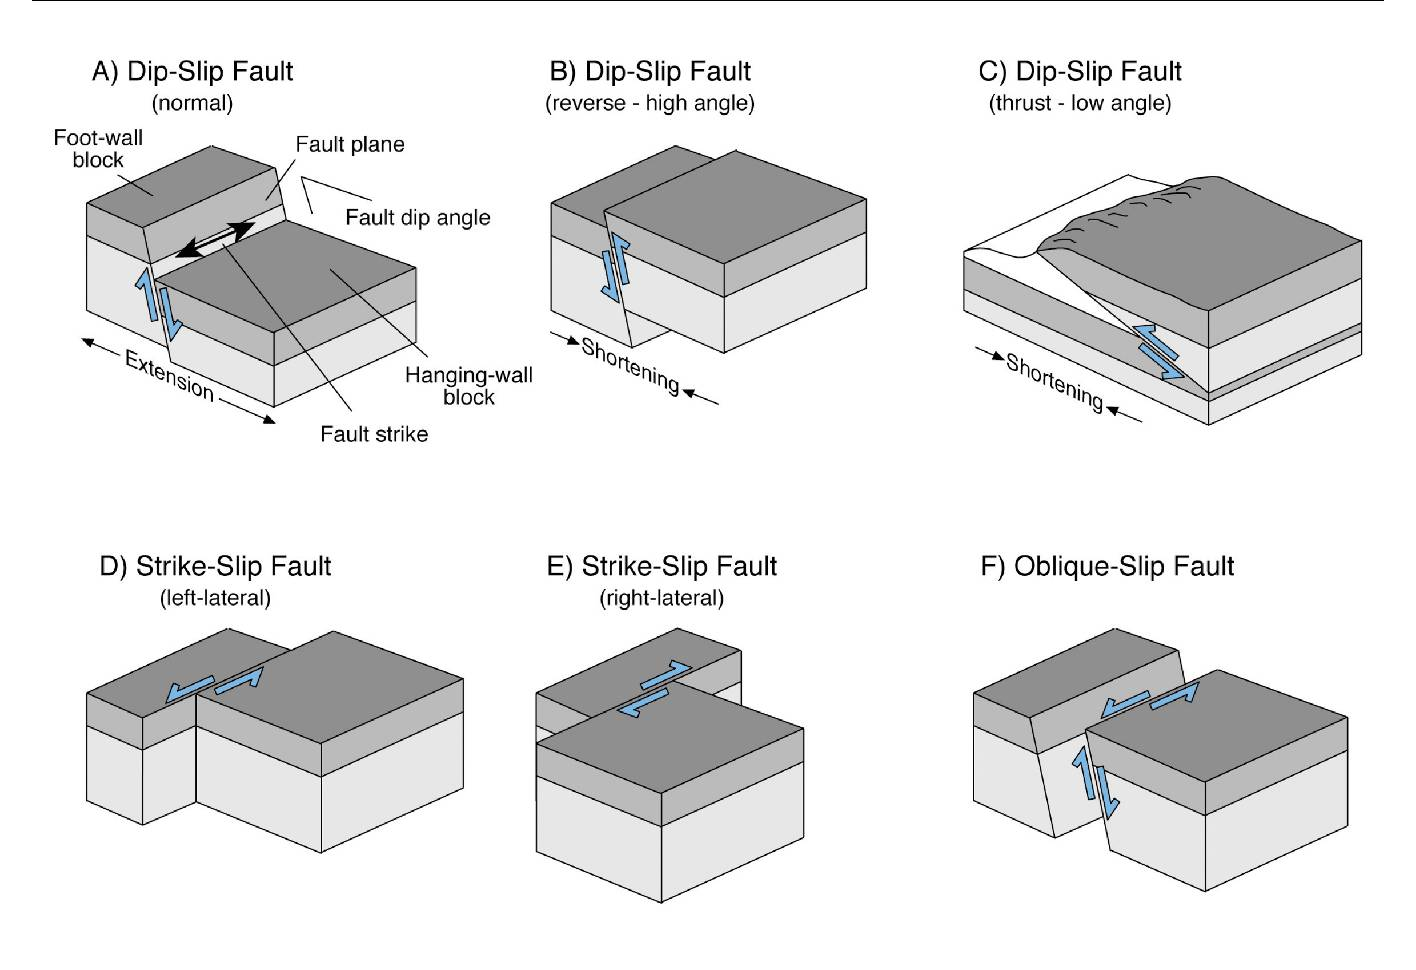 A) Dip-Slip Fault
(normal)
Foot-wall
block
Fault plane
Fault dip angle
Extension
Hanging-wall
block
Fault strike
B) Dip-Slip Fault
(reverse - high angle)
Shortening
C) Dip-Slip Fault
(thrust - low angle)
Shortening
D) Strike-Slip Fault
(left-lateral)
E) Strike-Slip Fault
(right-lateral)
F) Oblique-Slip Fault